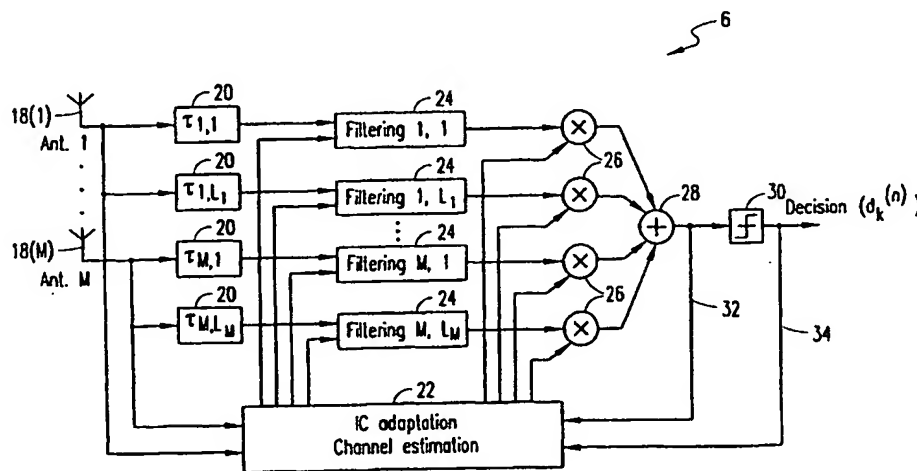 6
18(1)
Ant. 1
18(M)
Ant. M
20
τ1,1
20
τ1,L1
20
τM,1
20
τM,LM
24
Filtering 1, 1
24
Filtering 1, L1
24
Filtering M, 1
24
Filtering M, LM
26
26
28
30
Decision (dk(n))
32
34
22
IC adaptation
Channel estimation